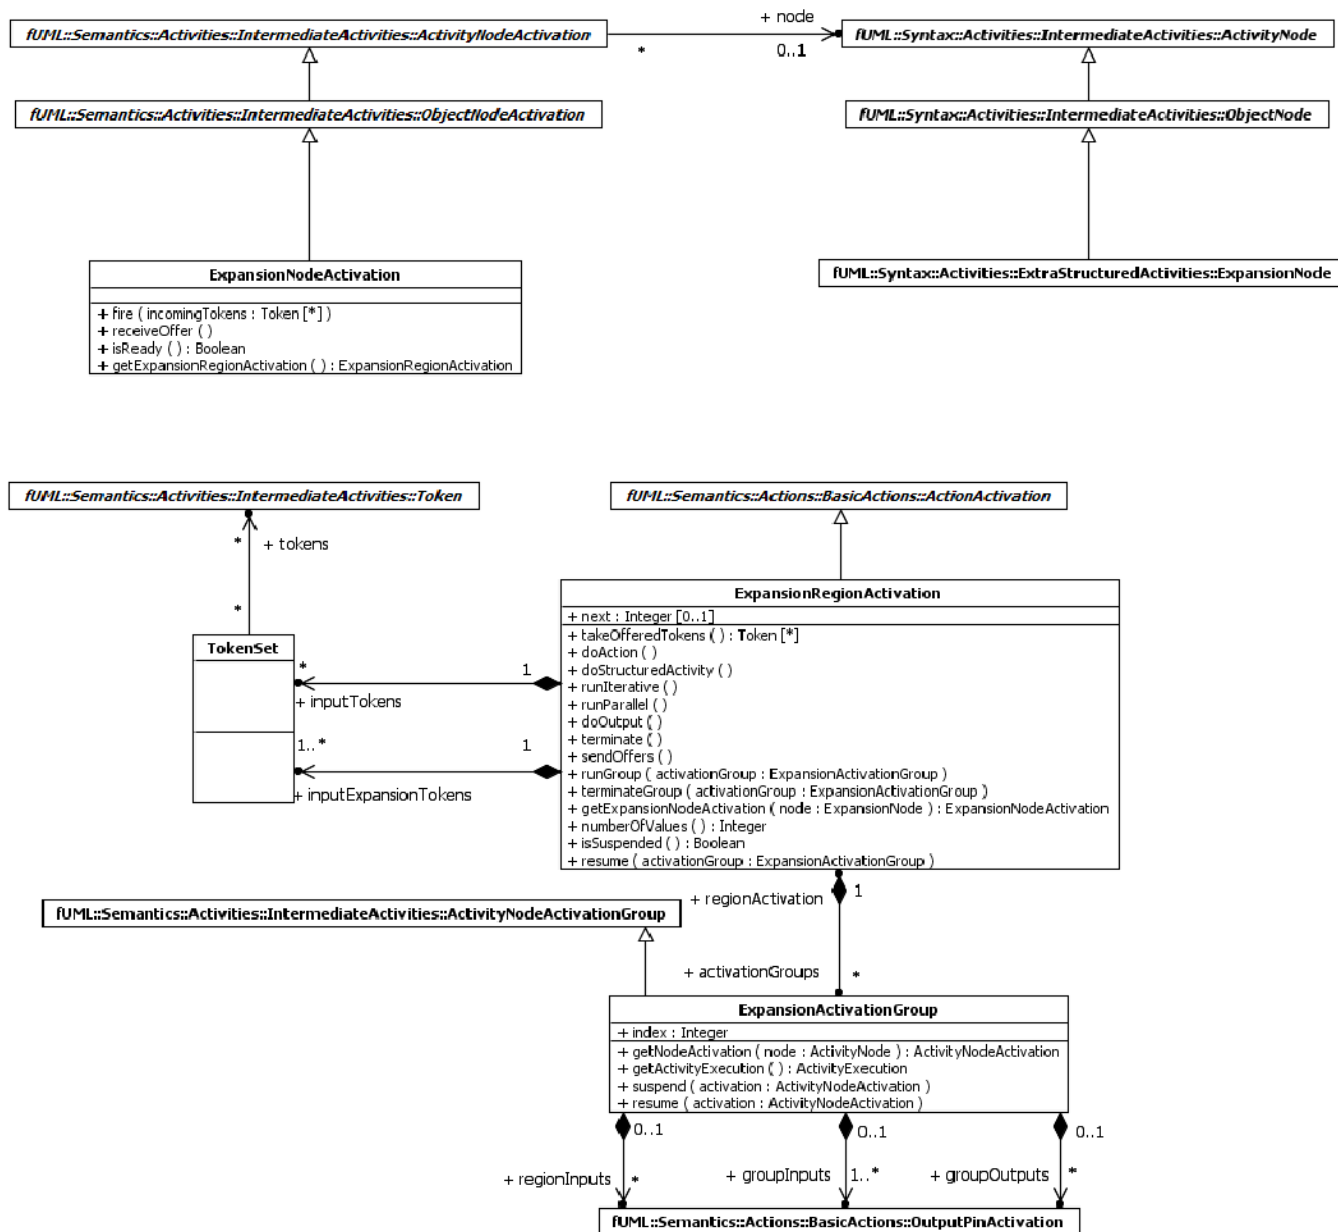 + node
fUML::Semantics::Activities::IntermediateActivities::ActivityNodeActivation
fUML::Syntax::Activities::IntermediateActivities::ActivityNode
*
0..1
fUML::Semantics::Activities::IntermediateActivities::ObjectNodeActivation
fUML::Syntax::Activities::IntermediateActivities::ObjectNode
ExpansionNodeActivation
+ fire ( incomingTokens : Token [*] )
+ receiveOffer ( )
+ isReady ( ) : Boolean
+ getExpansionRegionActivation ( ) : ExpansionRegionActivation
fUML::Syntax::Activities::ExtraStructuredActivities::ExpansionNode
fUML::Semantics::Activities::IntermediateActivities::Token
fUML::Semantics::Actions::BasicActions::ActionActivation
*
+ tokens
*
ExpansionRegionActivation
+ next : Integer [0..1]
+ takeOfferedTokens ( ) : Token [*]
+ doAction ( )
+ doStructuredActivity ( )
+ runIterative ( )
+ runParallel ( )
+ doOutput ( )
+ terminate ( )
+ sendOffers ( )
+ runGroup ( activationGroup : ExpansionActivationGroup )
+ terminateGroup ( activationGroup : ExpansionActivationGroup )
+ getExpansionNodeActivation ( node : ExpansionNode ) : ExpansionNodeActivation
+ numberOfValues ( ) : Integer
+ isSuspended ( ) : Boolean
+ resume ( activationGroup : ExpansionActivationGroup )
TokenSet
*
1
+ inputTokens
1..*
1
+ inputExpansionTokens
+ regionActivation
1
fUML::Semantics::Activities::IntermediateActivities::ActivityNodeActivationGroup
+ activationGroups
*
ExpansionActivationGroup
+ index : Integer
+ getNodeActivation ( node : ActivityNode ) : ActivityNodeActivation
+ getActivityExecution ( ) : ActivityExecution
+ suspend ( activation : ActivityNodeActivation )
+ resume ( activation : ActivityNodeActivation )
0..1
0..1
0..1
+ regionInputs
*
+ groupInputs
1..*
+ groupOutputs
*
fUML::Semantics::Actions::BasicActions::OutputPinActivation